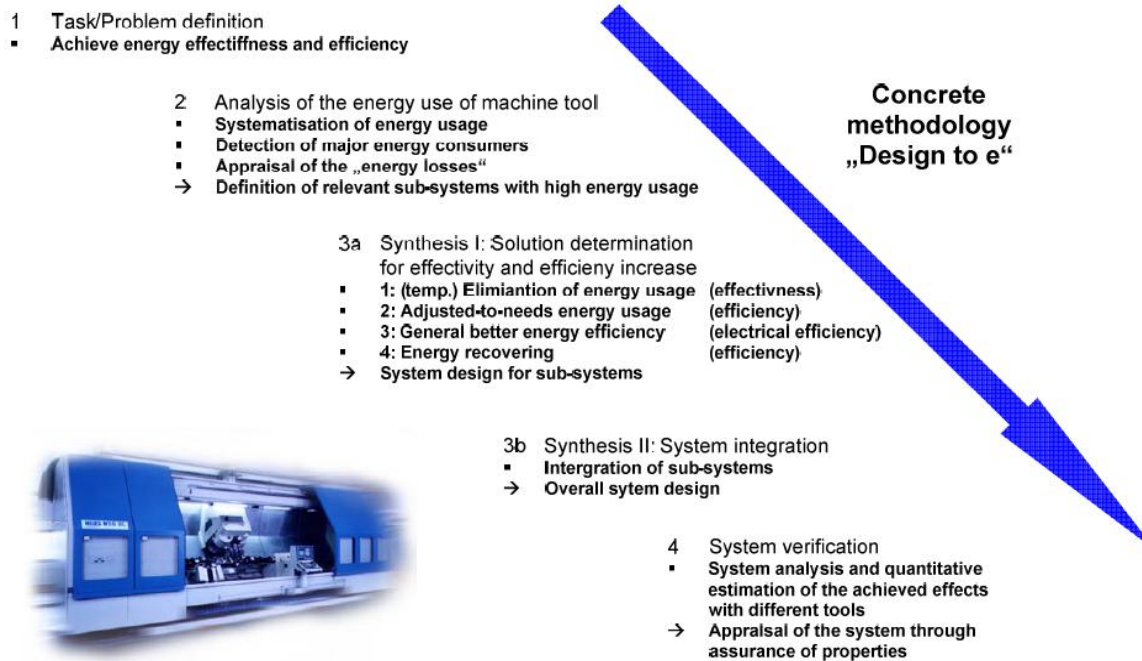 1 Task/Problem definition
▪ Achieve energy effectiffness and efficiency
Concrete
methodology
„Design to e“
2 Analysis of the energy use of machine tool
▪ Systematisation of energy usage
▪ Detection of major energy consumers
▪ Appraisal of the „energy losses“
→ Definition of relevant sub-systems with high energy usage
3a Synthesis I: Solution determination
for effectivity and efficieny increase
▪ 1: (temp.) Elimiantion of energy usage (effectivness)
▪ 2: Adjusted-to-needs energy usage (efficiency)
▪ 3: General better energy efficiency (electrical efficiency)
▪ 4: Energy recovering (efficiency)
→ System design for sub-systems
3b Synthesis II: System integration
▪ Intergration of sub-systems
→ Overall sytem design
4 System verification
▪ System analysis and quantitative
estimation of the achieved effects
with different tools
→ Appraisal of the system through
assurance of properties